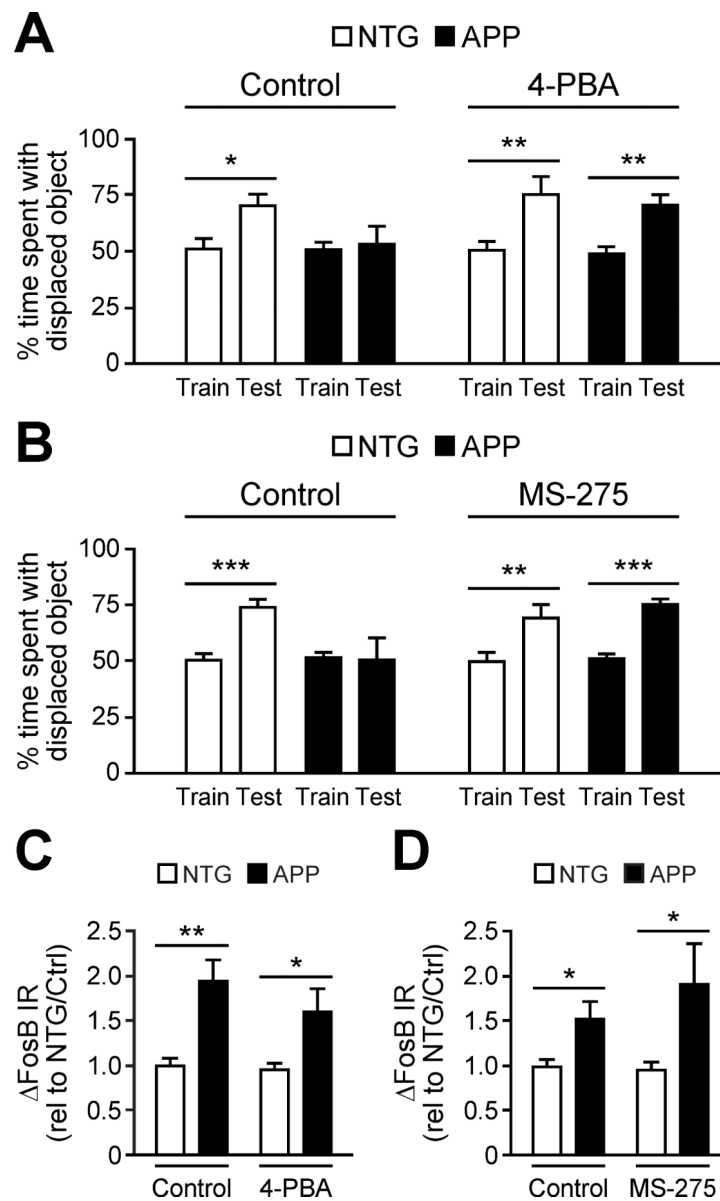 A
NTG APP
Control 4-PBA
% time spent with
displaced object
100
75
50
25
0
* ** **
Train Test Train Test Train Test Train Test
B
NTG APP
Control MS-275
% time spent with
displaced object
100
75
50
25
0
*** ** ***
Train Test Train Test Train Test Train Test
C
NTG APP
ΔFosB IR
(rel to NTG/Ctrl)
2.5
2.0
1.5
1.0
0.5
0
** *
Control 4-PBA
D
NTG APP
ΔFosB IR
(rel to NTG/Ctrl)
2.5
2.0
1.5
1.0
0.5
0
* *
Control MS-275